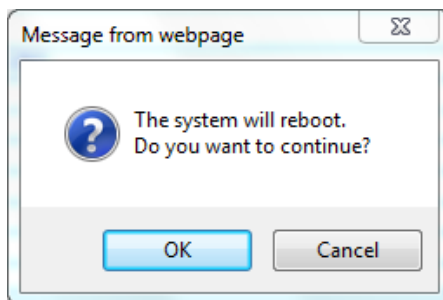 Message from webpage
The system will reboot.
Do you want to continue?
OK
Cancel